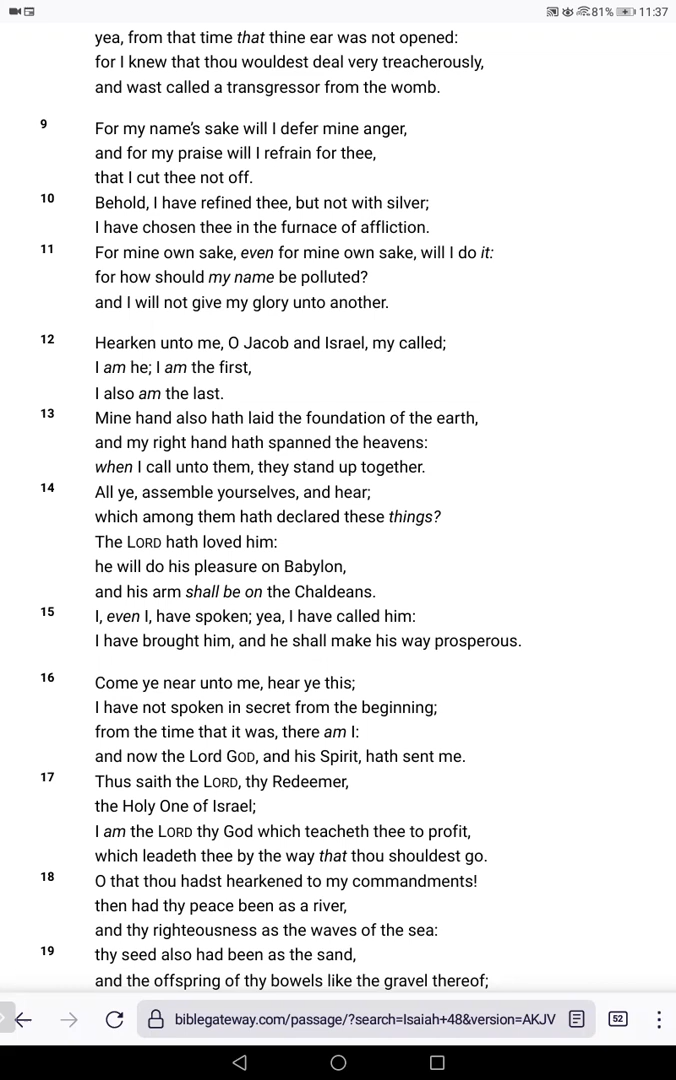 81% 11:37
yea, from that time that thine ear was not opened:
for I knew that thou wouldest deal very treacherously,
and wast called a transgressor from the womb.
9 For my name’s sake will I defer mine anger,
and for my praise will I refrain for thee,
that I cut thee not off.
10 Behold, I have refined thee, but not with silver;
I have chosen thee in the furnace of affliction.
11 For mine own sake, even for mine own sake, will I do it:
for how should my name be polluted?
and I will not give my glory unto another.
12 Hearken unto me, O Jacob and Israel, my called;
I am he; I am the first,
I also am the last.
13 Mine hand also hath laid the foundation of the earth,
and my right hand hath spanned the heavens:
when I call unto them, they stand up together.
14 All ye, assemble yourselves, and hear;
which among them hath declared these things?
The LORD hath loved him:
he will do his pleasure on Babylon,
and his arm shall be on the Chaldeans.
15 I, even I, have spoken; yea, I have called him:
I have brought him, and he shall make his way prosperous.
16 Come ye near unto me, hear ye this;
I have not spoken in secret from the beginning;
from the time that it was, there am I:
and now the Lord GOD, and his Spirit, hath sent me.
17 Thus saith the LORD, thy Redeemer,
the Holy One of Israel;
I am the LORD thy God which teacheth thee to profit,
which leadeth thee by the way that thou shouldest go.
18 O that thou hadst hearkened to my commandments!
then had thy peace been as a river,
and thy righteousness as the waves of the sea:
19 thy seed also had been as the sand,
and the offspring of thy bowels like the gravel thereof;
biblegateway.com/passage/?search=Isaiah+48&version=AKJV 52